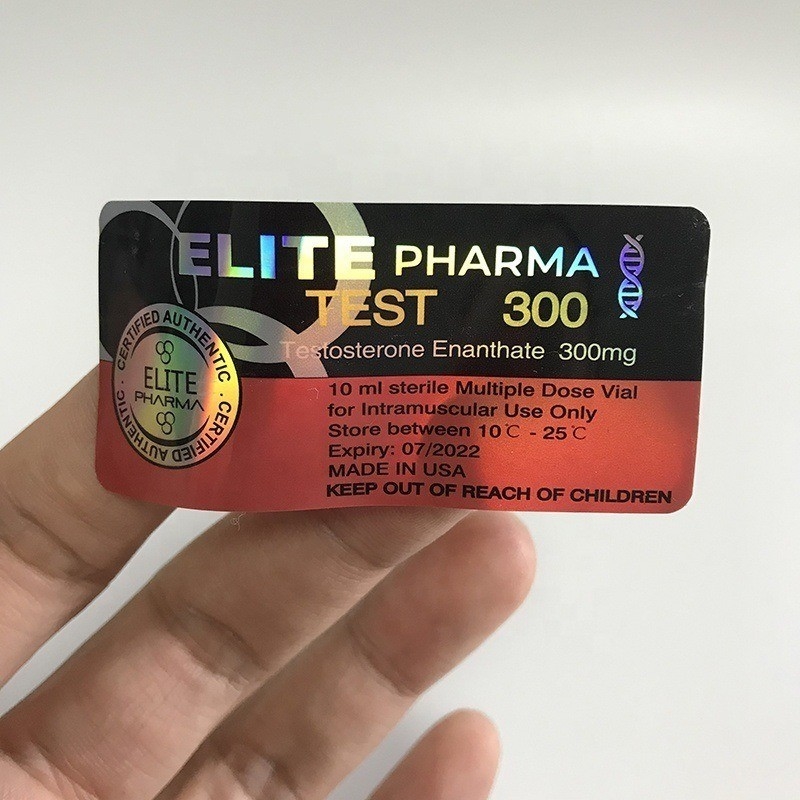 ELITE PHARMA
TEST 300
Testosterone Enanthate 300mg
10 ml sterile Multiple Dose Vial
for Intramuscular Use Only
Store between 10℃ - 25℃
Expiry: 07/2022
MADE IN USA
KEEP OUT OF REACH OF CHILDREN
· CERTIFIED AUTHENTIC · CERTIFIED AUTHENTIC
ELITE
PHARMA